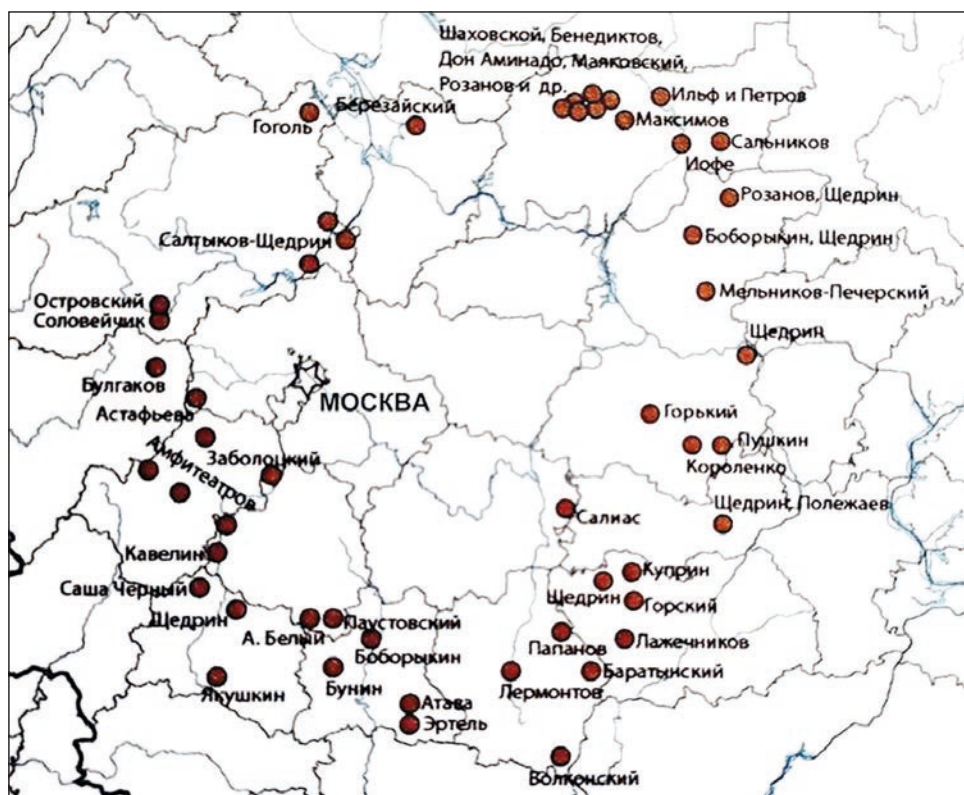 Шаховской, Бенедиктов,
Дон Аминадо, Маяковский,
Розанов и др.
Ильф и Петров
Березайский
Гоголь
Максимов
Сальников
Иофе
Розанов, Щедрин
Салтыков-Щедрин
Боборыкин, Щедрин
Мельников-Печерский
Островский
Соловейчик
Щедрин
Булгаков
МОСКВА
Астафьева
Горький
Амфитеатров
Заболоцкий
Пушкин
Короленко
Щедрин, Полежаев
Салиас
Кавелин
Куприн
Саша Черный
Щедрин
Горский
Щедрин
А. Белый
Паустовский
Папанов
Лажечников
Боборыкин
Якушкин
Бунин
Лермонтов
Баратынский
Атава
Эртель
Волконский